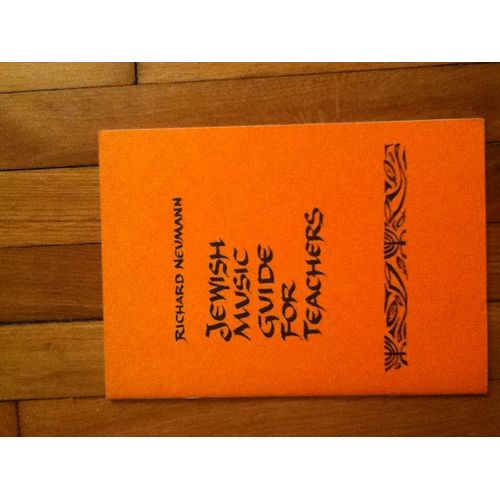 RICHARD NEUMANN
JEWISH
MUSIC
GUIDE
FOR
TEACHERS